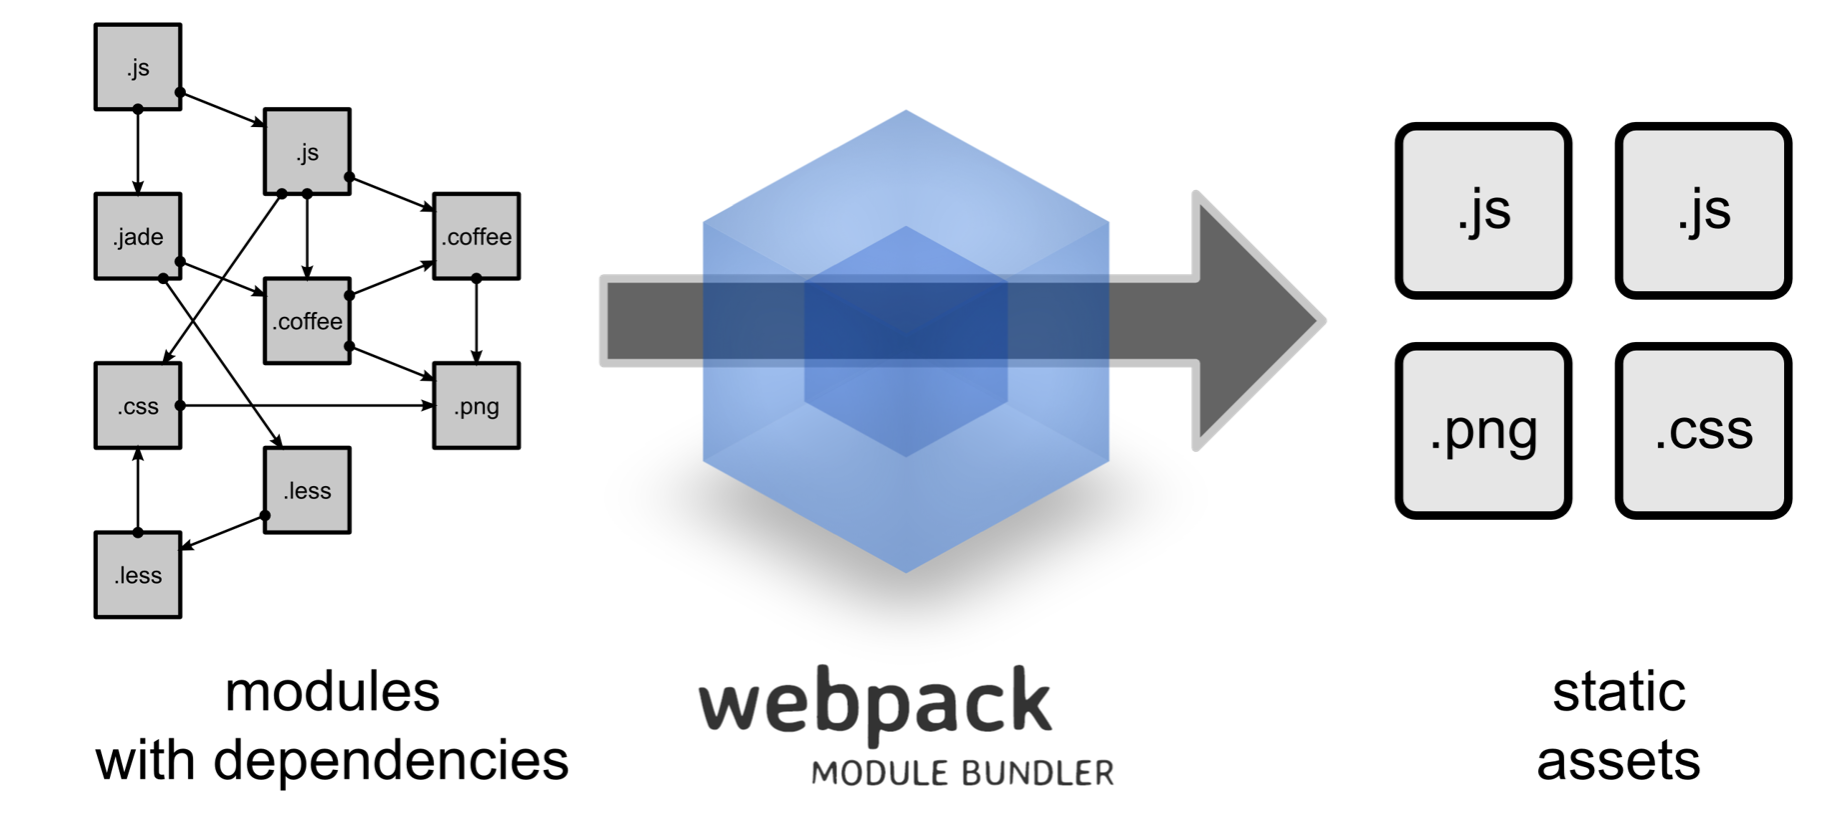 .js
.js
.jade
.coffee
.coffee
.css
.png
.less
.less
modules
with dependencies
webpack
MODULE BUNDLER
.js
.js
.png
.css
static
assets